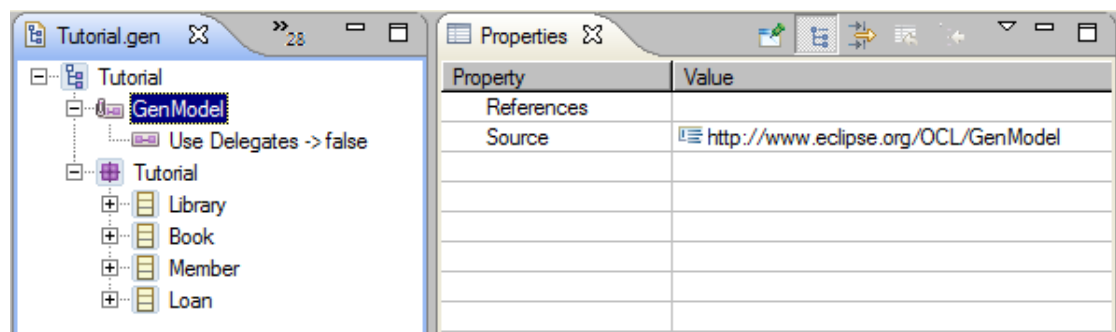 Tutorial.gen
»28
Tutorial
GenModel
Use Delegates -> false
Tutorial
Library
Book
Member
Loan
Properties
Property Value
References
Source http://www.eclipse.org/OCL/GenModel